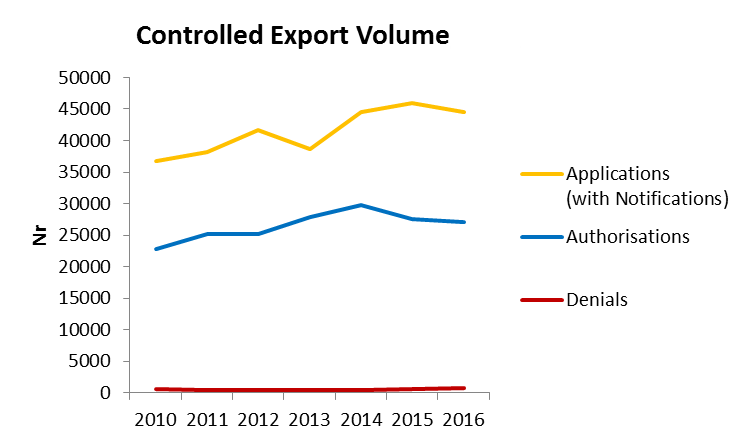 Controlled Export Volume
50000
45000
40000
35000
30000
25000
20000
15000
10000
5000
0
Nr
2010 2011 2012 2013 2014 2015 2016
Applications
(with Notifications)
Authorisations
Denials